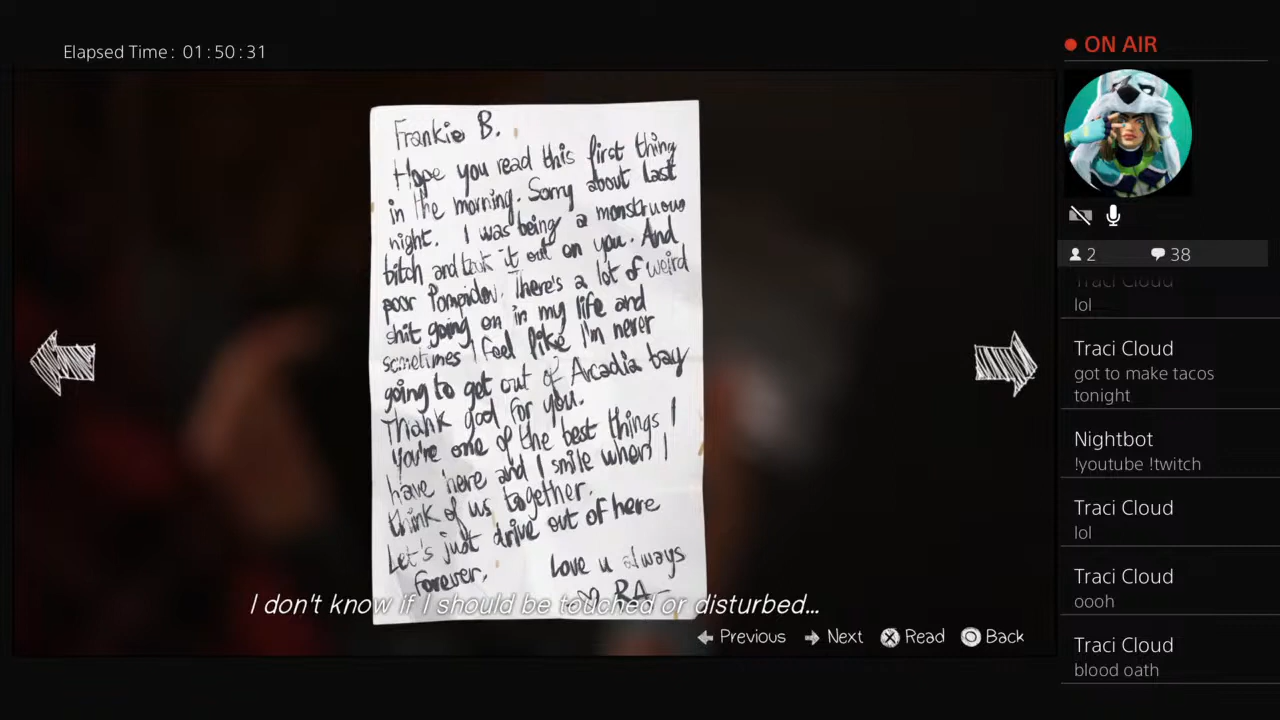 Elapsed Time: 01:50:31
ON AIR
Frankie B.
Hope you read this first thing
in the morning. Sorry about last
night. I was being a monstruous
bitch and took it out on you. And
poor Pompidou. There's a lot of weird
shit going on in my life and
sometimes I feel like I'm never
going to get out of Arcadia bay
Thank god for you.
You're one of the best things I
have here and I smile when I
think of us together.
Let's just drive out of here
forever.
Love u always
RA
I don't know if I should be touched or disturbed...
Previous
Next
Read
Back
2
38
Traci Cloud
lol
Traci Cloud
got to make tacos
tonight
Nightbot
!youtube !twitch
Traci Cloud
lol
Traci Cloud
oooh
Traci Cloud
blood oath